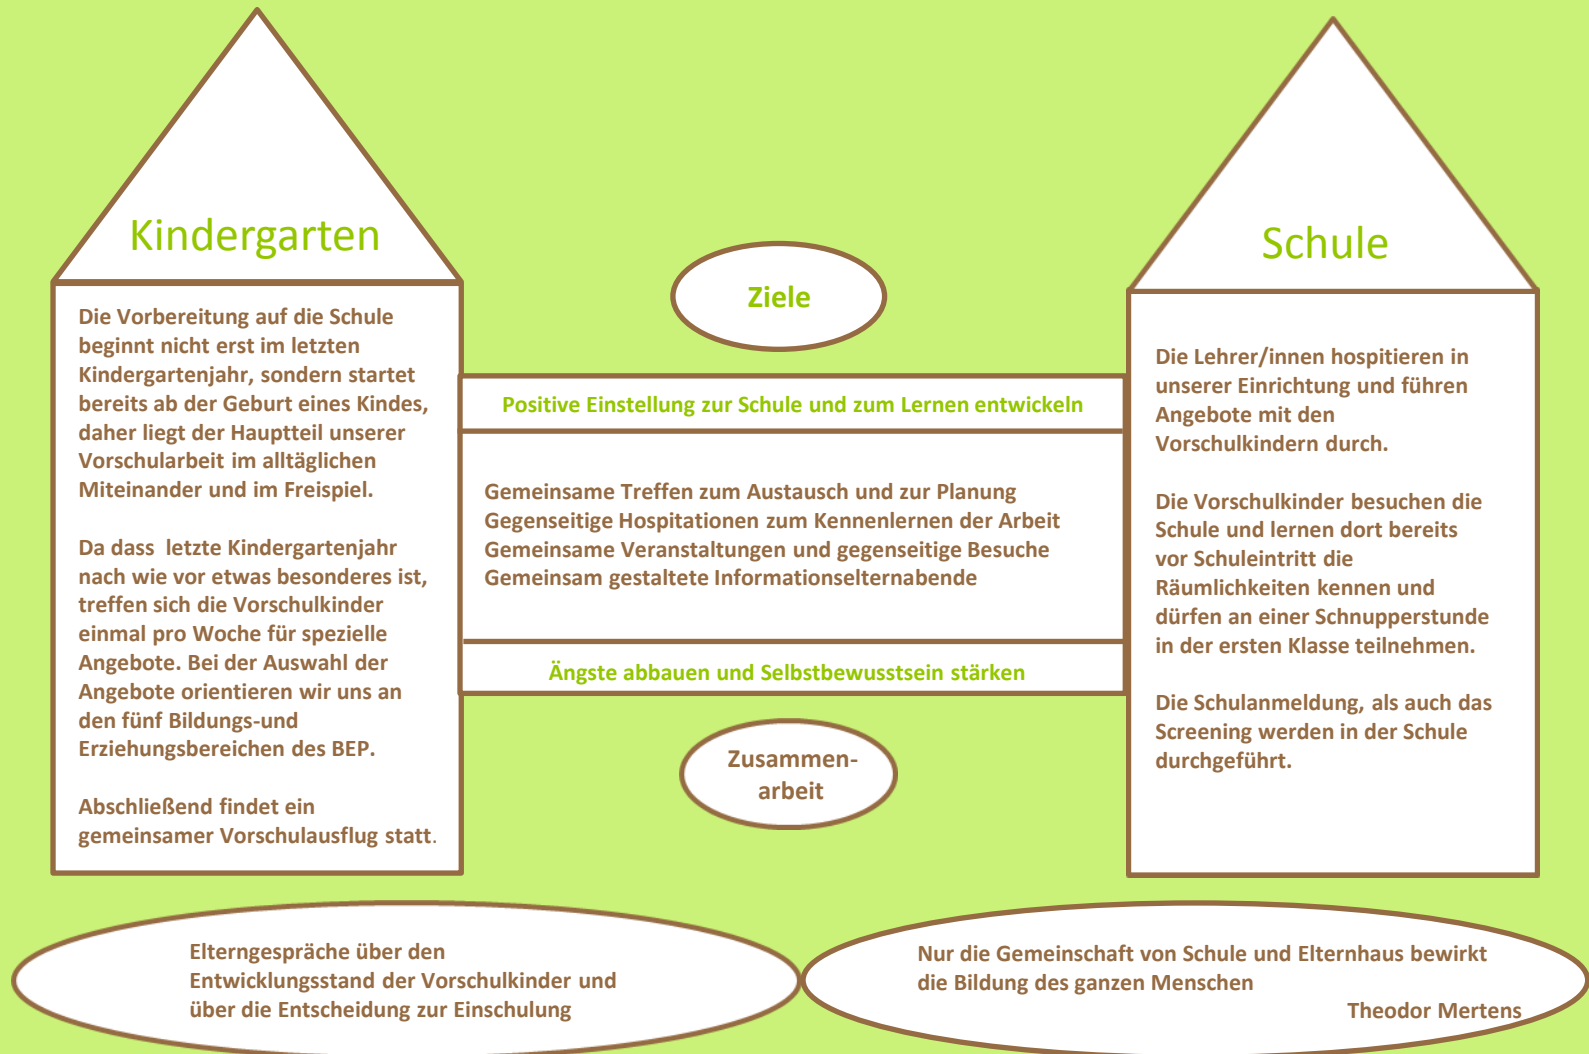 Kindergarten
Die Vorbereitung auf die Schule
beginnt nicht erst im letzten
Kindergartenjahr, sondern startet
bereits ab der Geburt eines Kindes,
daher liegt der Hauptteil unserer
Vorschularbeit im alltäglichen
Miteinander und im Freispiel.
Da dass  letzte Kindergartenjahr
nach wie vor etwas besonderes ist,
treffen sich die Vorschulkinder
einmal pro Woche für spezielle
Angebote. Bei der Auswahl der
Angebote orientieren wir uns an
den fünf Bildungs-und
Erziehungsbereichen des BEP.
Abschließend findet ein
gemeinsamer Vorschulausflug statt.
Ziele
Positive Einstellung zur Schule und zum Lernen entwickeln
Gemeinsame Treffen zum Austausch und zur Planung
Gegenseitige Hospitationen zum Kennenlernen der Arbeit
Gemeinsame Veranstaltungen und gegenseitige Besuche
Gemeinsam gestaltete Informationselternabende
Ängste abbauen und Selbstbewusstsein stärken
Zusammen-
arbeit
Schule
Die Lehrer/innen hospitieren in
unserer Einrichtung und führen
Angebote mit den
Vorschulkindern durch.
Die Vorschulkinder besuchen die
Schule und lernen dort bereits
vor Schuleintritt die
Räumlichkeiten kennen und
dürfen an einer Schnupperstunde
in der ersten Klasse teilnehmen.
Die Schulanmeldung, als auch das
Screening werden in der Schule
durchgeführt.
Elterngespräche über den
Entwicklungsstand der Vorschulkinder und
über die Entscheidung zur Einschulung
Nur die Gemeinschaft von Schule und Elternhaus bewirkt
die Bildung des ganzen Menschen
Theodor Mertens